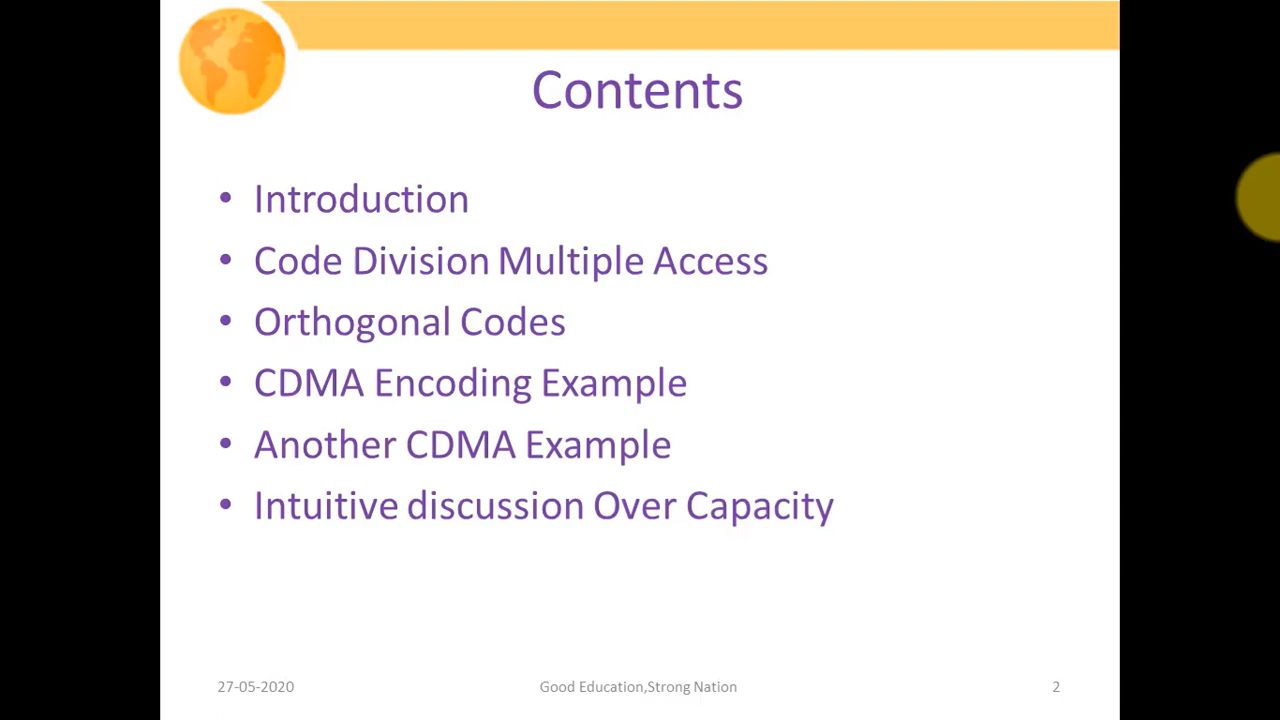 Contents
• Introduction
• Code Division Multiple Access
• Orthogonal Codes
• CDMA Encoding Example
• Another CDMA Example
• Intuitive discussion Over Capacity
27-05-2020
Good Education,Strong Nation
2